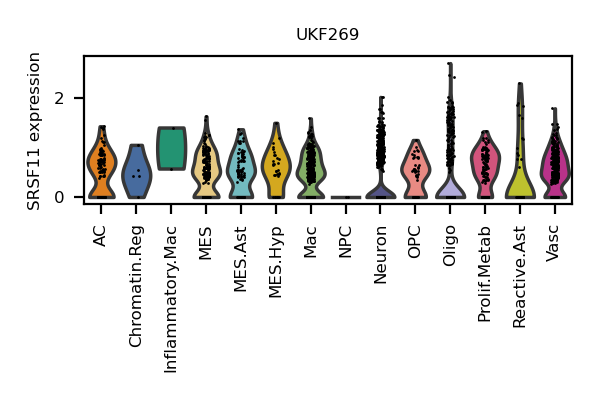 UKF269
SRSF11 expression
2
0
AC
Chromatin.Reg
Inflammatory.Mac
MES
MES.Ast
MES.Hyp
Mac
NPC
Neuron
OPC
Oligo
Prolif.Metab
Reactive.Ast
Vasc